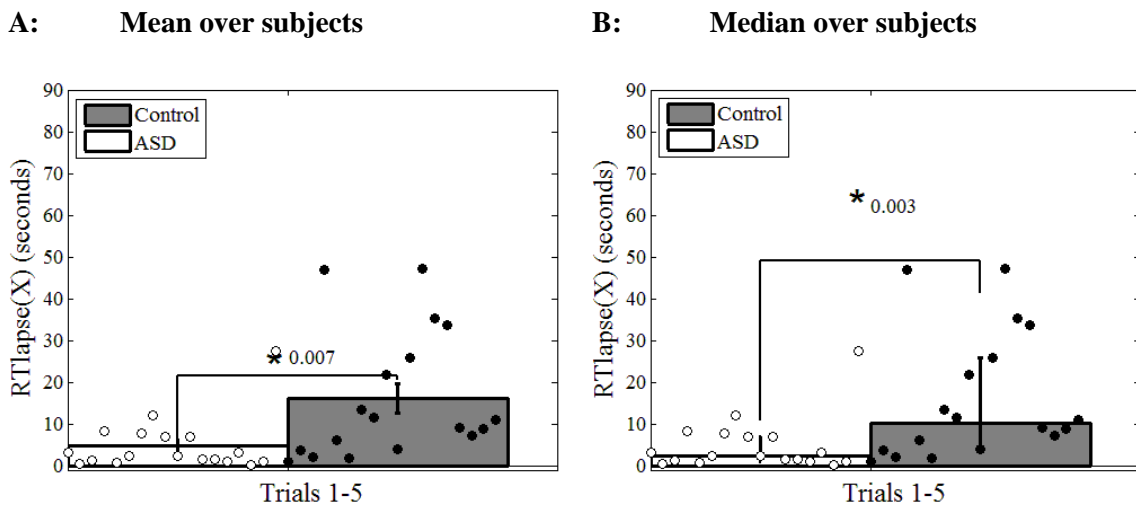 A: Mean over subjects
B: Median over subjects
90
80
70
60
50
40
30
20
10
0
RTlapse(X) (seconds)
Control
ASD
* 0.007
Trials 1-5
90
80
70
60
50
40
30
20
10
0
RTlapse(X) (seconds)
Control
ASD
* 0.003
Trials 1-5